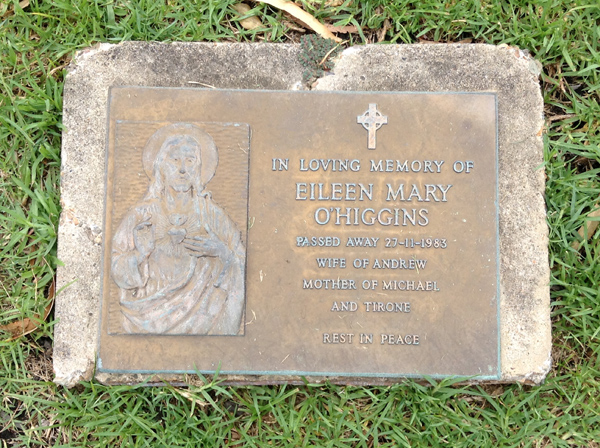 IN LOVING MEMORY OF
EILEEN MARY
O'HIGGINS
PASSED AWAY 27-11-1983
WIFE OF ANDREW
MOTHER OF MICHAEL
AND TIRONE
REST IN PEACE